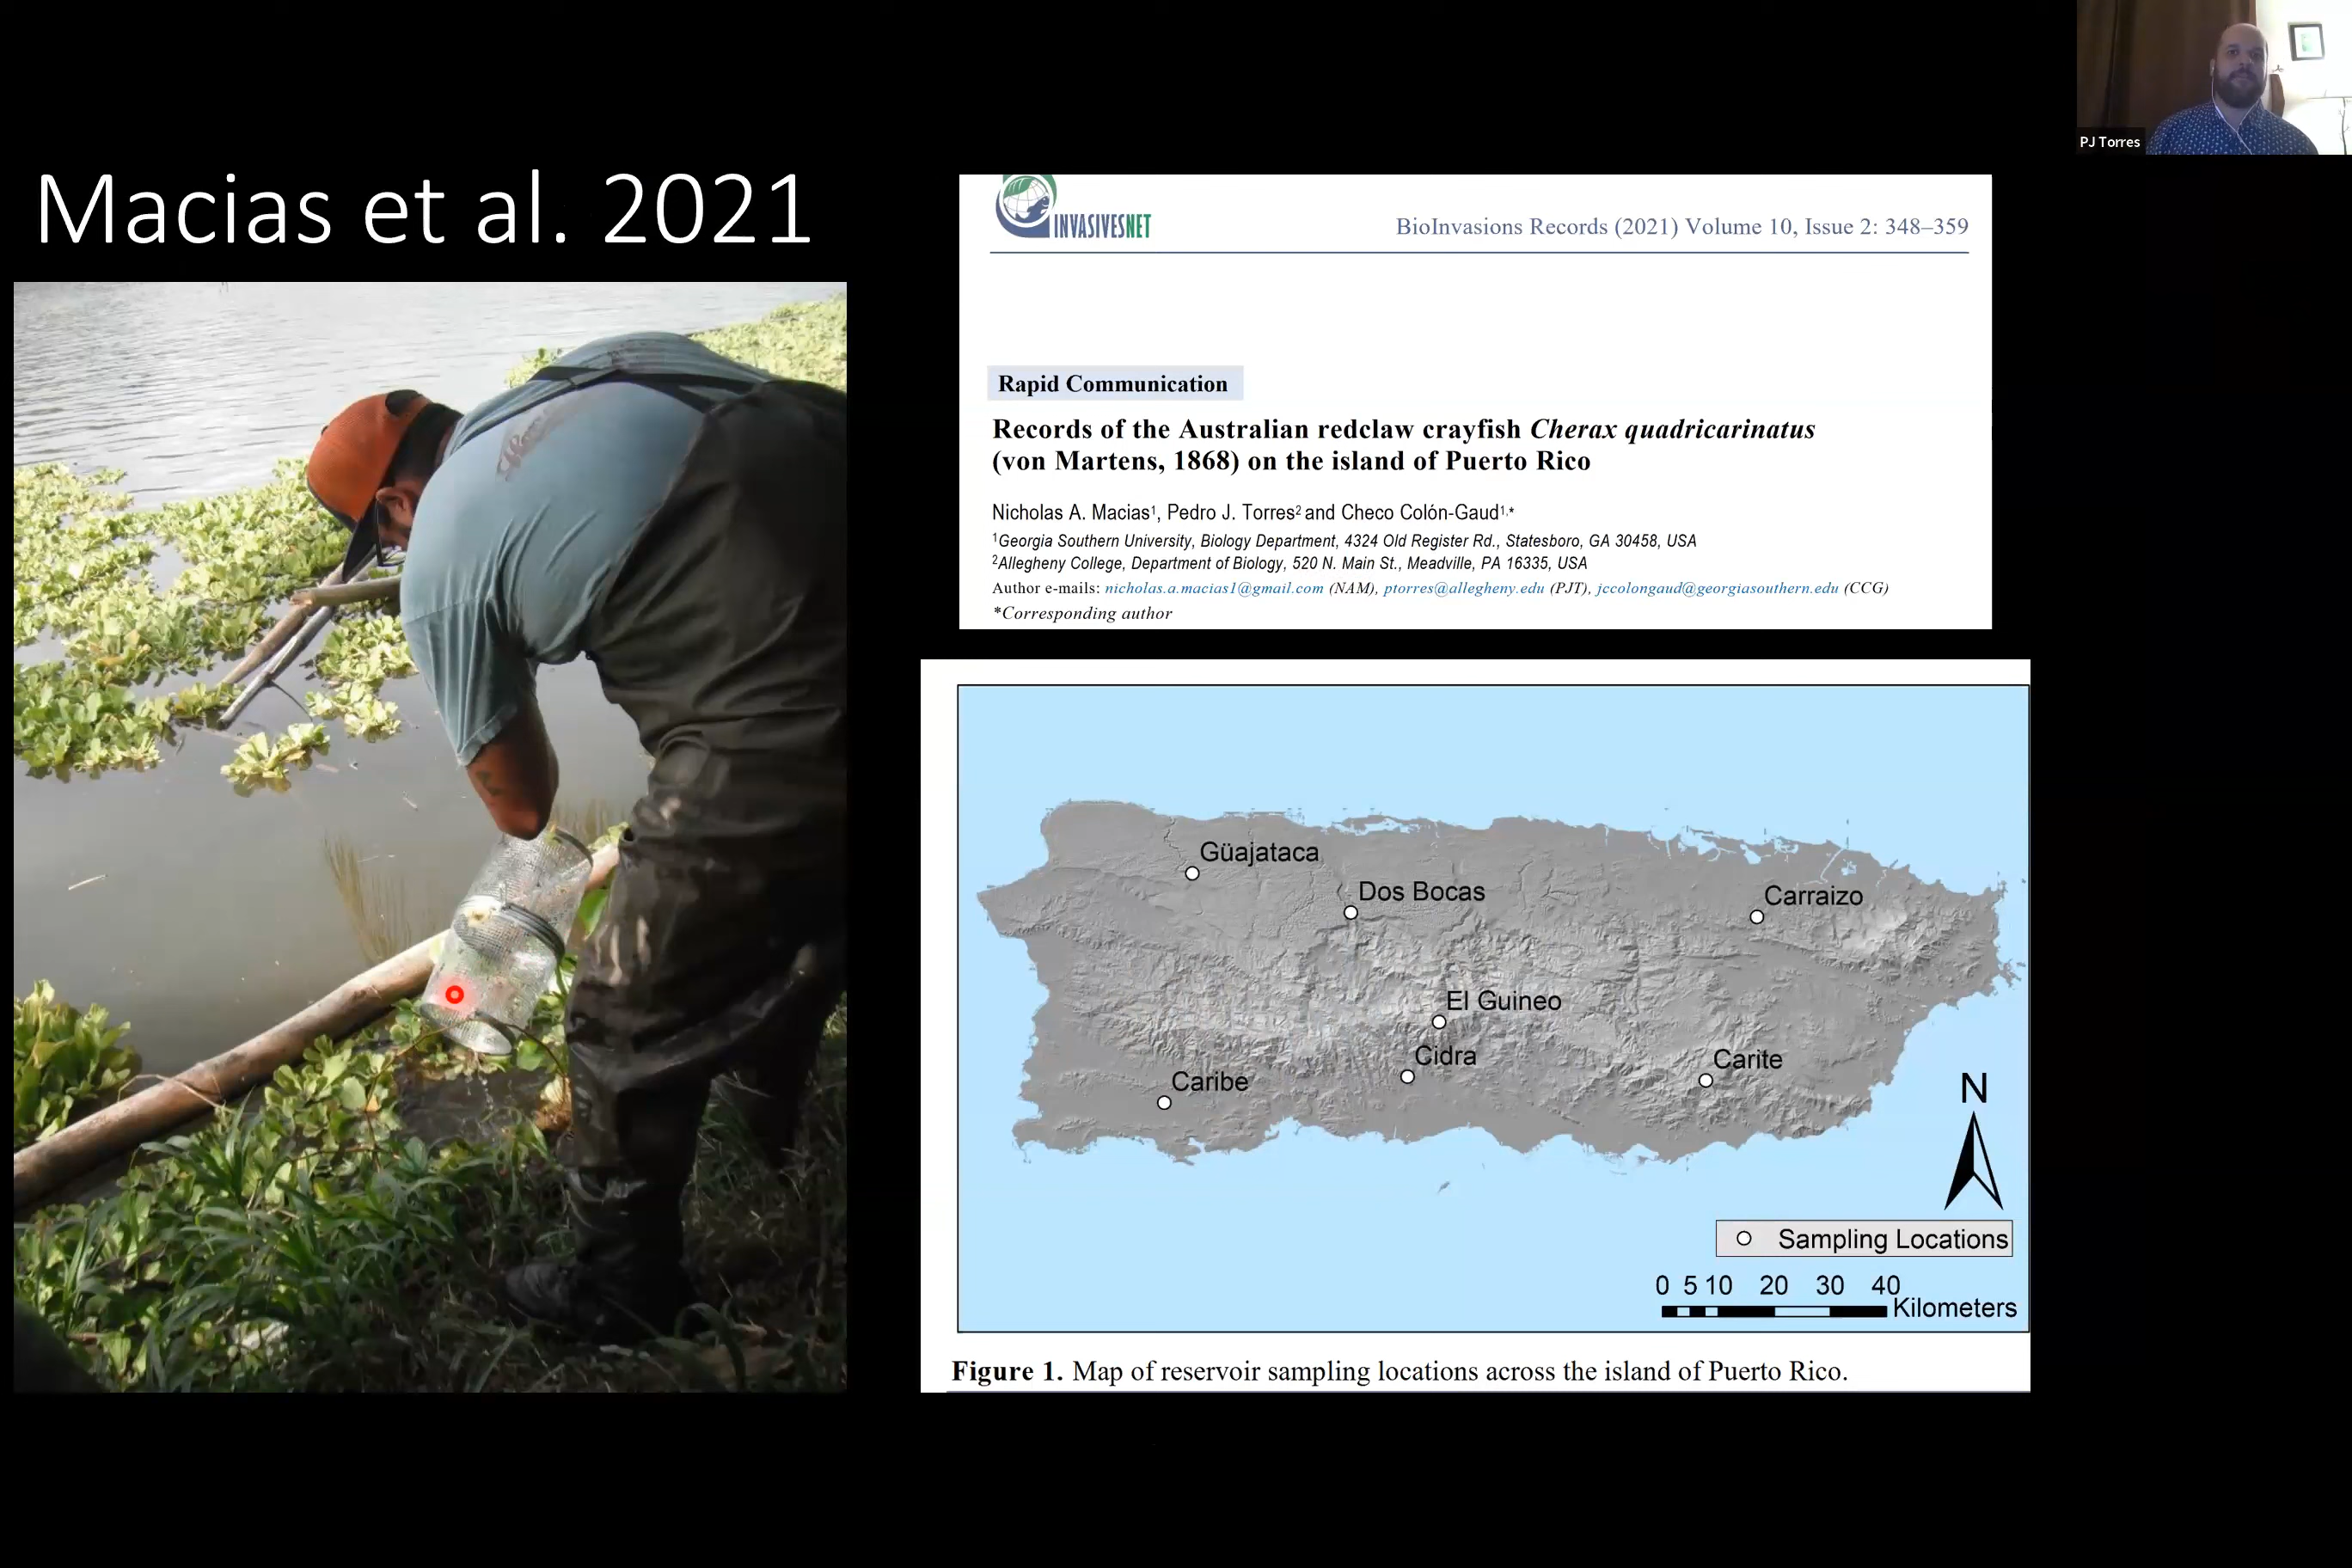 PJ Torres
Macias et al. 2021
INVASIVESNET
BioInvasions Records (2021) Volume 10, Issue 2: 348–359
Rapid Communication
Records of the Australian redclaw crayfish Cherax quadricarinatus
(von Martens, 1868) on the island of Puerto Rico
Nicholas A. Macias1, Pedro J. Torres2 and Checo Colón-Gaud1,*
1Georgia Southern University, Biology Department, 4324 Old Register Rd., Statesboro, GA 30458, USA
2Allegheny College, Department of Biology, 520 N. Main St., Meadville, PA 16335, USA
Author e-mails: nicholas.a.macias1@gmail.com (NAM), ptorres@allegheny.edu (PJT), jccolongaud@georgiasouthern.edu (CCG)
*Corresponding author
Güajataca
Dos Bocas
Carraizo
El Guineo
Cidra
Carite
Caribe
N
Sampling Locations
0 5 10 20 30 40
Kilometers
Figure 1. Map of reservoir sampling locations across the island of Puerto Rico.